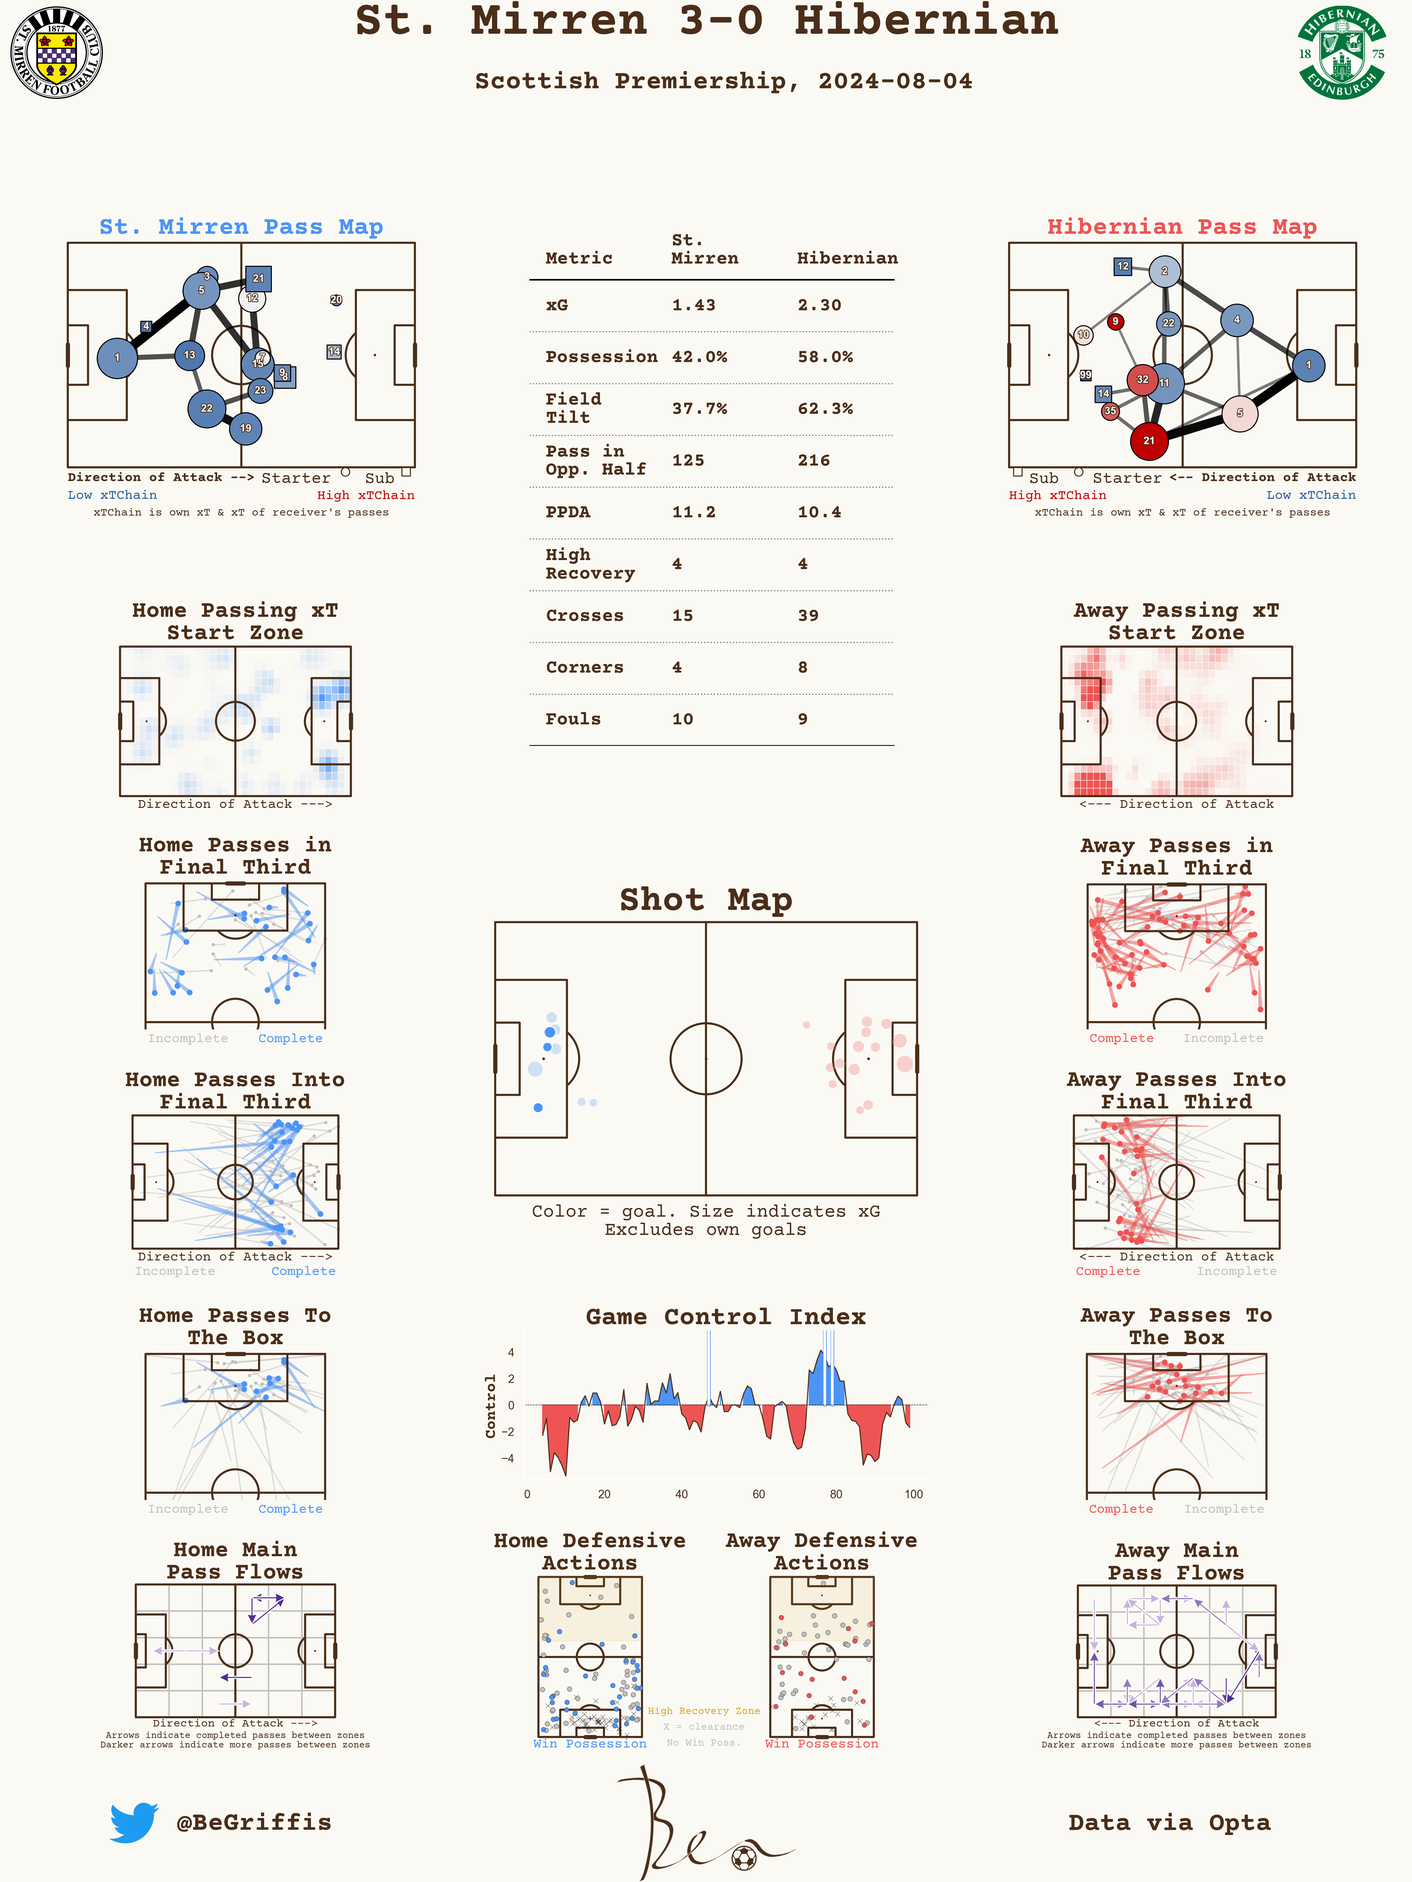 St. Mirren 3-0 Hibernian
Scottish Premiership, 2024-08-04
1877
ST. MIRREN FOOTBALL CLUB
HIBERNIAN
18 75
EDINBURGH
St. Mirren Pass Map
3
21
5
12
20
4
1
13
7
15
14
9
8
23
22
19
Direction of Attack --> Starter Sub
Low xTChain High xTChain
xTChain is own xT & xT of receiver's passes
Metric St. Mirren Hibernian
xG 1.43 2.30
Possession 42.0% 58.0%
Field Tilt 37.7% 62.3%
Pass in Opp. Half 125 216
PPDA 11.2 10.4
High Recovery 4 4
Crosses 15 39
Corners 4 8
Fouls 10 9
Hibernian Pass Map
12
2
9
22
4
10
1
99
32
11
14
35
5
21
Sub Starter <-- Direction of Attack
High xTChain Low xTChain
xTChain is own xT & xT of receiver's passes
Home Passing xT
Start Zone
Direction of Attack --->
Away Passing xT
Start Zone
<--- Direction of Attack
Home Passes in
Final Third
Incomplete Complete
Away Passes in
Final Third
Complete Incomplete
Shot Map
Color = goal. Size indicates xG
Excludes own goals
Home Passes Into
Final Third
Direction of Attack --->
Incomplete Complete
Away Passes Into
Final Third
<--- Direction of Attack
Complete Incomplete
Home Passes To
The Box
Incomplete Complete
Game Control Index
Control
4
2
0
−2
−4
0 20 40 60 80 100
Away Passes To
The Box
Complete Incomplete
Home Main
Pass Flows
Direction of Attack --->
Arrows indicate completed passes between zones
Darker arrows indicate more passes between zones
Home Defensive
Actions
Win Possession
Away Defensive
Actions
Win Possession
High Recovery Zone
X = clearance
No Win Poss.
Away Main
Pass Flows
<--- Direction of Attack
Arrows indicate completed passes between zones
Darker arrows indicate more passes between zones
@BeGriffis
Ben
Data via Opta